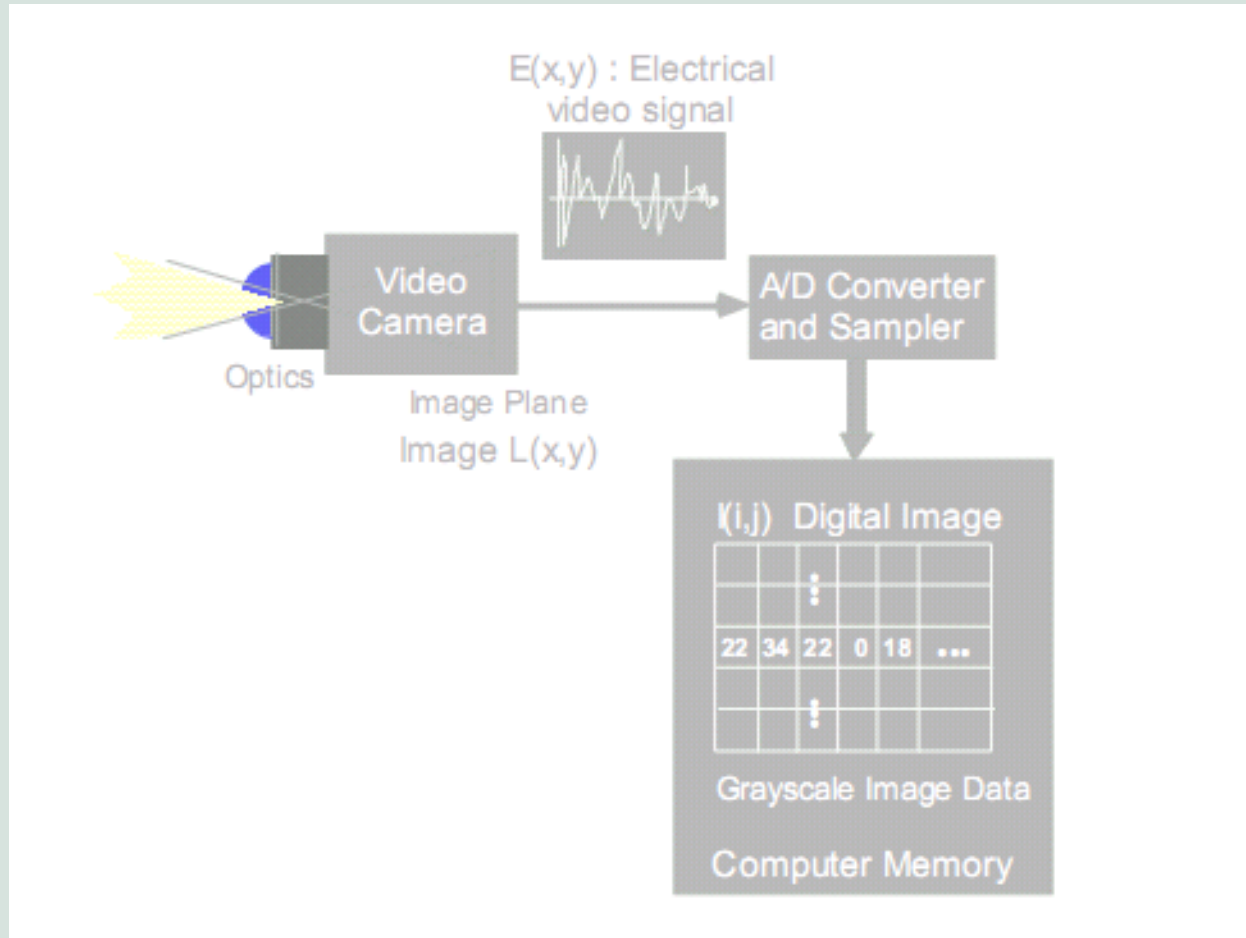 E(x,y) : Electrical
video signal
Video
Camera
A/D Converter
and Sampler
Optics
Image Plane
Image L(x,y)
I(i,j) Digital Image
22 34 22 0 18 ...
Grayscale Image Data
Computer Memory